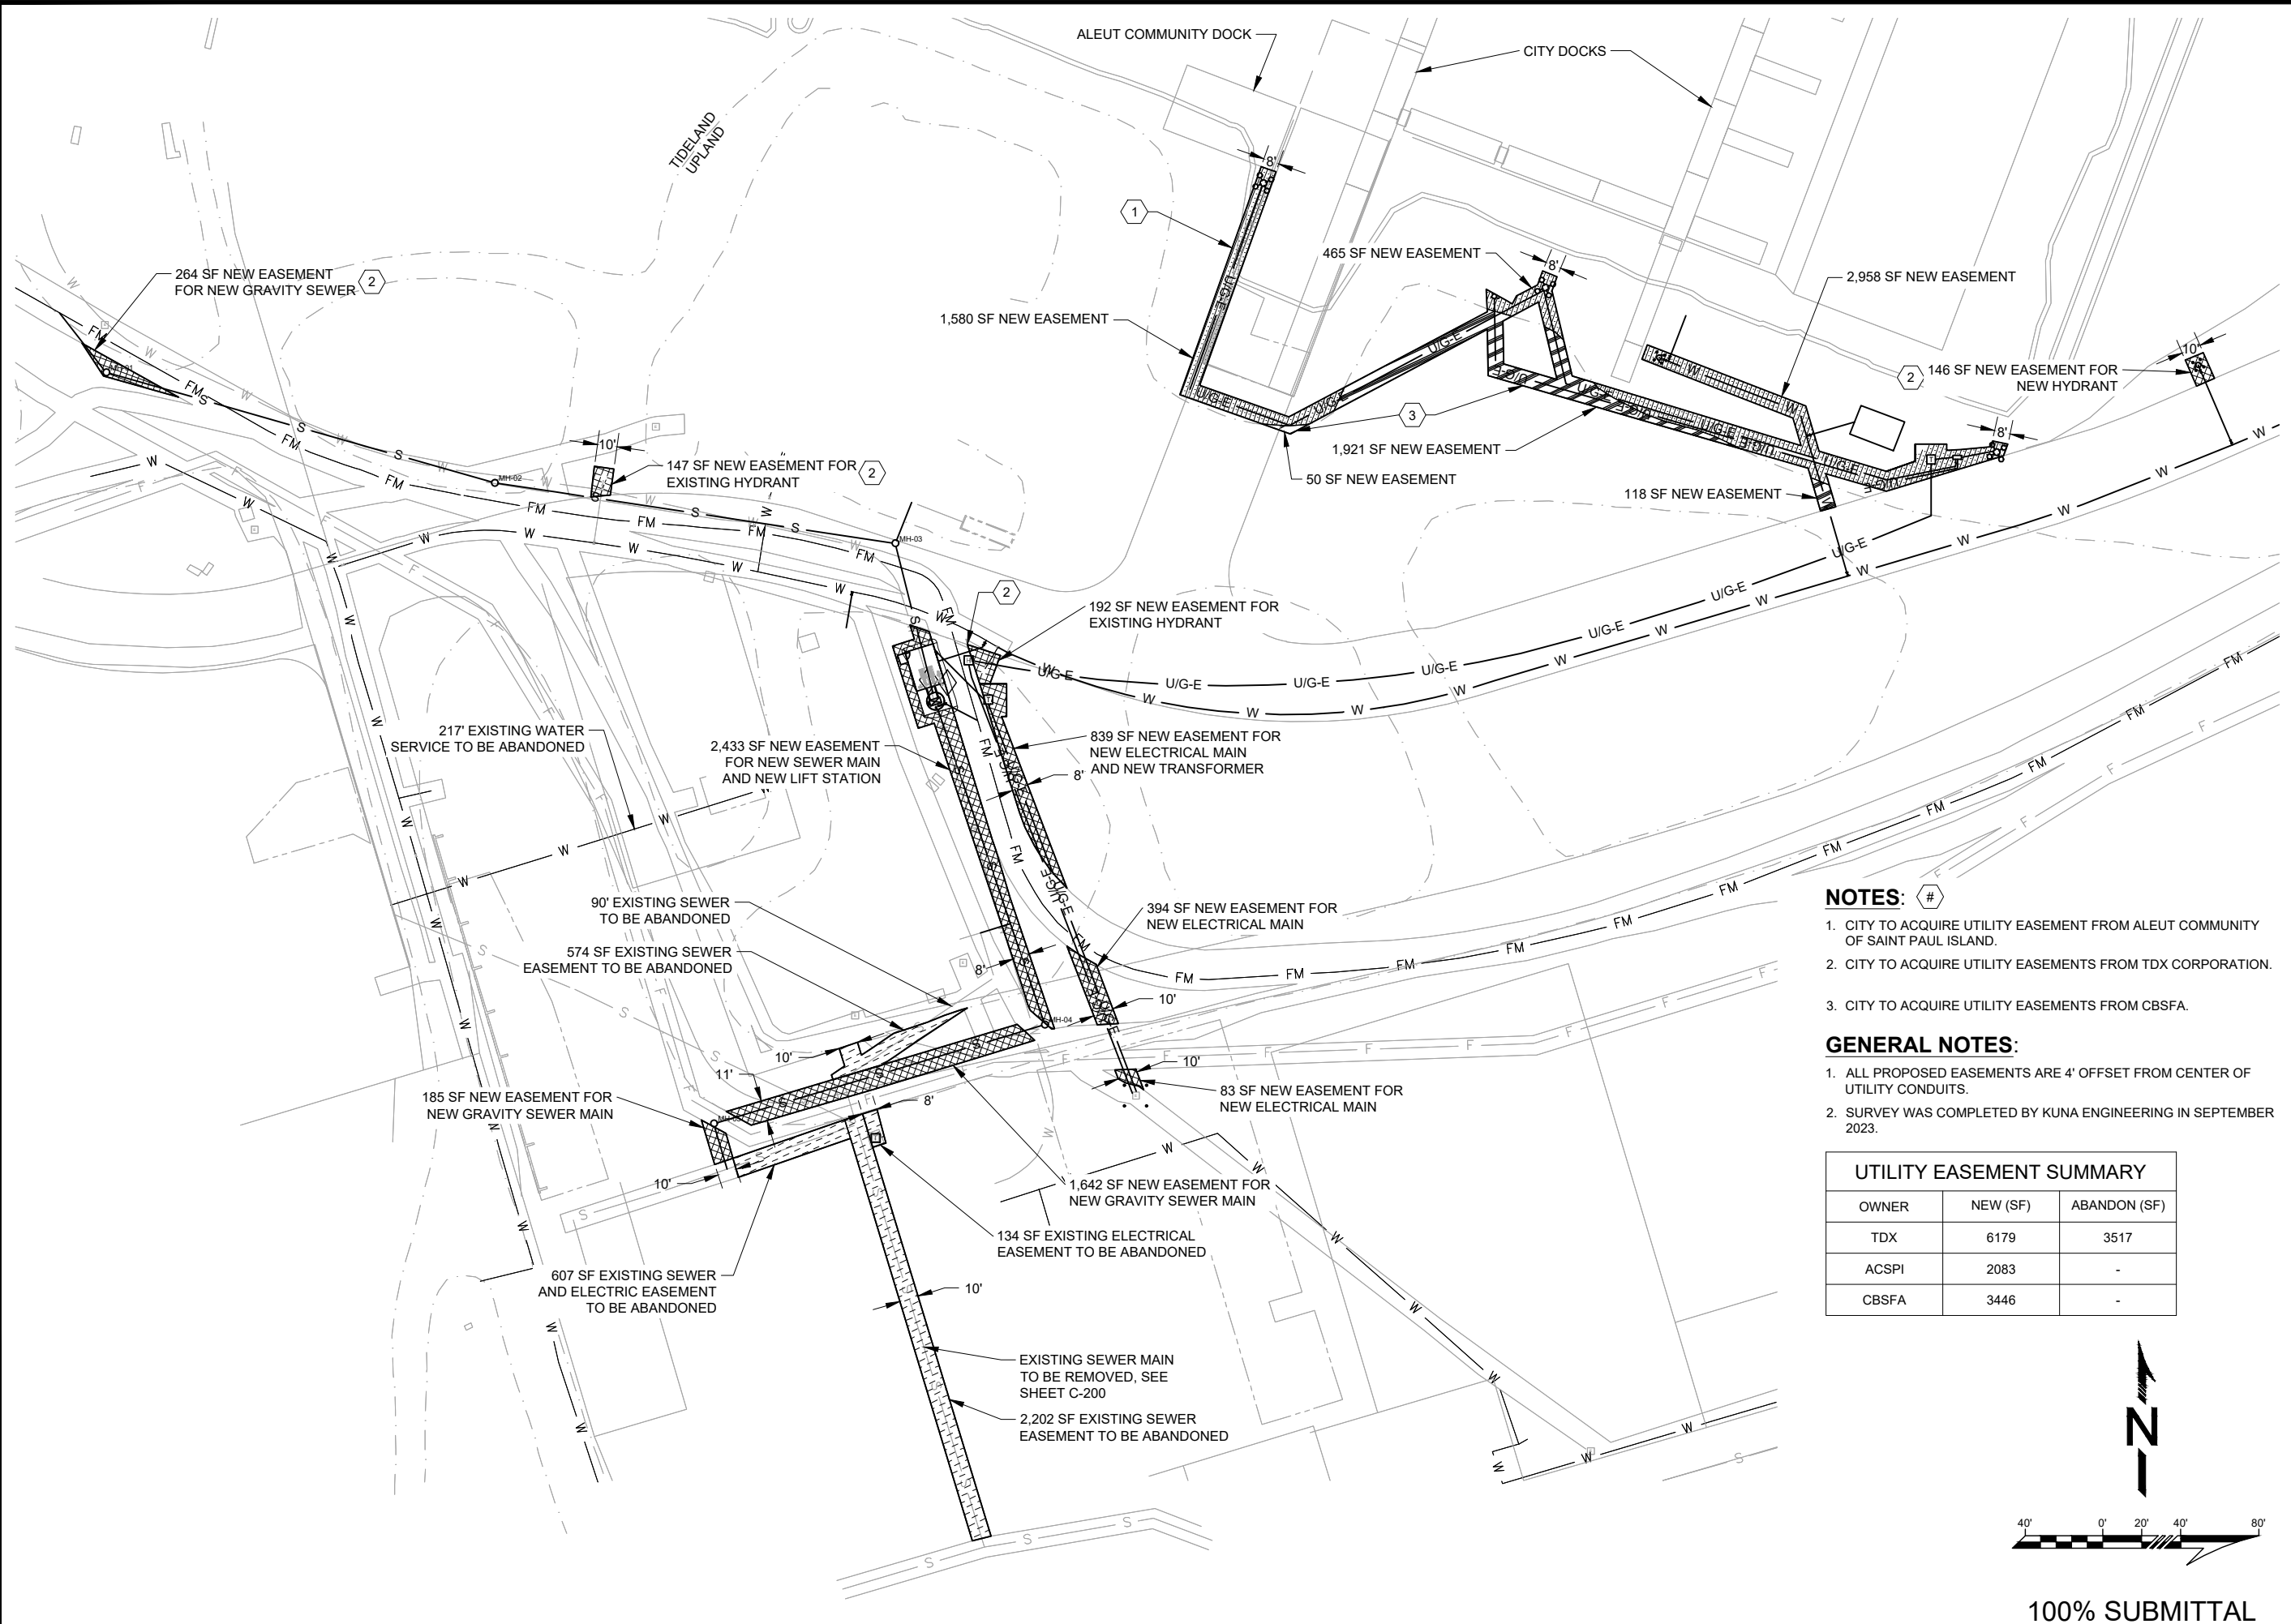 ALEUT COMMUNITY DOCK
CITY DOCKS
TIDELAND
UPLAND
8'
1
465 SF NEW EASEMENT
8'
2,958 SF NEW EASEMENT
264 SF NEW EASEMENT
FOR NEW GRAVITY SEWER
2
1,580 SF NEW EASEMENT
10'
2
146 SF NEW EASEMENT FOR
NEW HYDRANT
3
1,921 SF NEW EASEMENT
8'
50 SF NEW EASEMENT
118 SF NEW EASEMENT
10'
147 SF NEW EASEMENT FOR
EXISTING HYDRANT
2
MH-02
MH-03
2
192 SF NEW EASEMENT FOR
EXISTING HYDRANT
217' EXISTING WATER
SERVICE TO BE ABANDONED
2,433 SF NEW EASEMENT
FOR NEW SEWER MAIN
AND NEW LIFT STATION
839 SF NEW EASEMENT FOR
NEW ELECTRICAL MAIN
AND NEW TRANSFORMER
8'
90' EXISTING SEWER
TO BE ABANDONED
394 SF NEW EASEMENT FOR
NEW ELECTRICAL MAIN
574 SF EXISTING SEWER
EASEMENT TO BE ABANDONED
8'
10'
MH-04
10'
11'
10'
83 SF NEW EASEMENT FOR
NEW ELECTRICAL MAIN
185 SF NEW EASEMENT FOR
NEW GRAVITY SEWER MAIN
8'
10'
1,642 SF NEW EASEMENT FOR
NEW GRAVITY SEWER MAIN
134 SF EXISTING ELECTRICAL
EASEMENT TO BE ABANDONED
607 SF EXISTING SEWER
AND ELECTRIC EASEMENT
TO BE ABANDONED
10'
EXISTING SEWER MAIN
TO BE REMOVED, SEE
SHEET C-200
2,202 SF EXISTING SEWER
EASEMENT TO BE ABANDONED
FM
S
W
U/G-E
F
NOTES: #
1. CITY TO ACQUIRE UTILITY EASEMENT FROM ALEUT COMMUNITY
OF SAINT PAUL ISLAND.
2. CITY TO ACQUIRE UTILITY EASEMENTS FROM TDX CORPORATION.
3. CITY TO ACQUIRE UTILITY EASEMENTS FROM CBSFA.
GENERAL NOTES:
1. ALL PROPOSED EASEMENTS ARE 4' OFFSET FROM CENTER OF
UTILITY CONDUITS.
2. SURVEY WAS COMPLETED BY KUNA ENGINEERING IN SEPTEMBER
2023.
UTILITY EASEMENT SUMMARY
OWNER NEW (SF) ABANDON (SF)
TDX 6179 3517
ACSPI 2083 -
CBSFA 3446 -
N
40' 0' 20' 40' 80'
100% SUBMITTAL